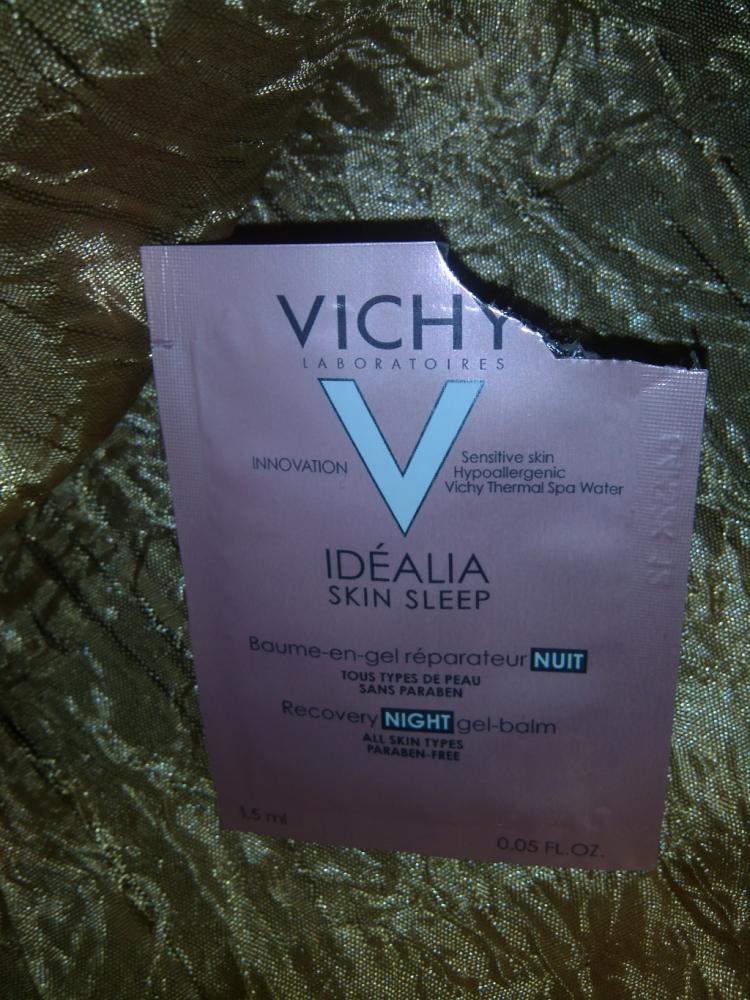 VICHY
LABORATOIRES
INNOVATION
Sensitive skin
Hypoallergenic
Vichy Thermal Spa Water
IDÉALIA
SKIN SLEEP
Baume-en-gel réparateur NUIT
TOUS TYPES DE PEAU
SANS PARABEN
Recovery NIGHT gel-balm
ALL SKIN TYPES
PARABEN-FREE
1.5 ml
0.05 FL.OZ.